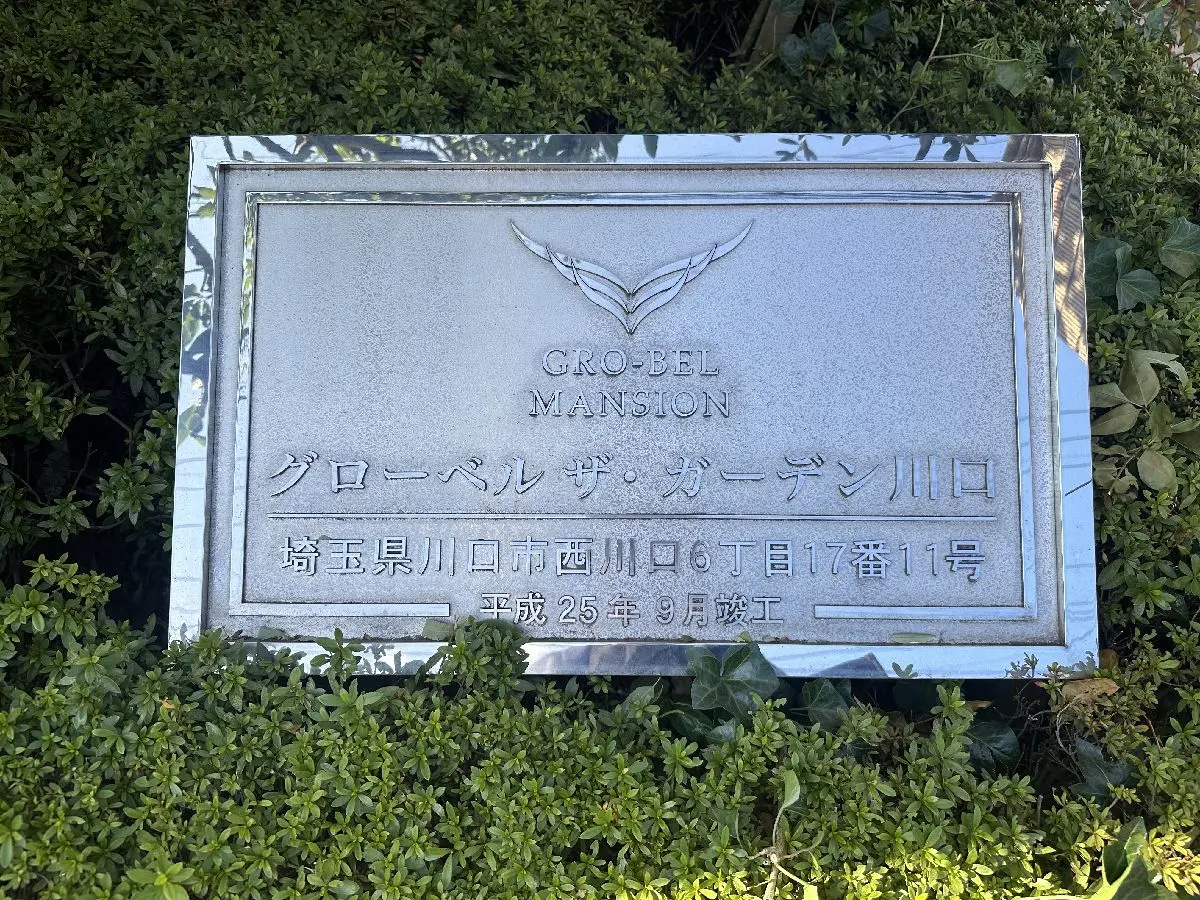 GRO-BEL
MANSION
グローベル ザ・ガーデン川口
埼玉県川口市西川口6丁目17番11号
平成25年9月竣工